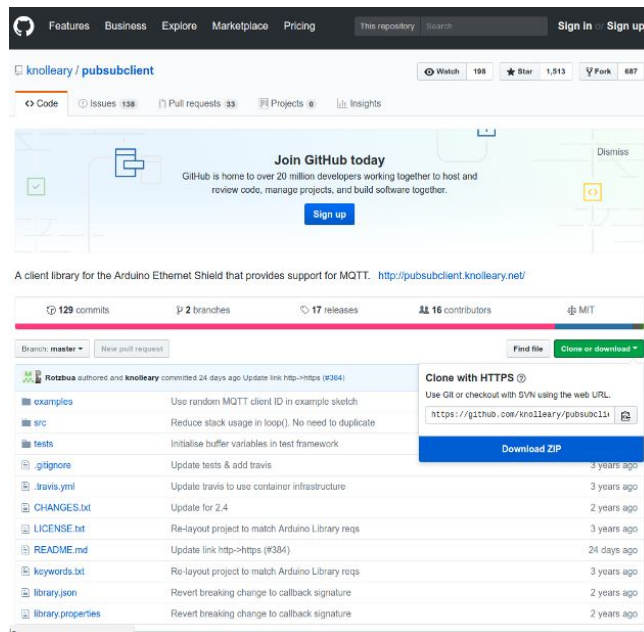 Features Business Explore Marketplace Pricing This repository Search Sign in or Sign up
knolleary / pubsubclient Watch 198 Star 1,513 Fork 687
Code Issues 138 Pull requests 33 Projects 0 Insights
Join GitHub today
Dismiss
GitHub is home to over 20 million developers working together to host and
review code, manage projects, and build software together.
Sign up
A client library for the Arduino Ethernet Shield that provides support for MQTT. http://pubsubclient.knolleary.net/
129 commits 2 branches 17 releases 16 contributors MIT
Branch: master New pull request Find file Clone or download
Rotzbua authored and knolleary committed 24 days ago Update link http->https (#384)
Clone with HTTPS
Use Git or checkout with SVN using the web URL.
https://github.com/knolleary/pubsubclie
Download ZIP
examples Use random MQTT client ID in example sketch
src Reduce stack usage in loop(). No need to duplicate
tests Initialise buffer variables in test framework
.gitignore Update tests & add travis 3 years ago
.travis.yml Update travis to use container infrastructure 3 years ago
CHANGES.txt Update for 2.4 2 years ago
LICENSE.txt Re-layout project to match Arduino Library reqs 3 years ago
README.md Update link http->https (#384) 24 days ago
keywords.txt Re-layout project to match Arduino Library reqs 3 years ago
library.json Revert breaking change to callback signature 2 years ago
library.properties Revert breaking change to callback signature 2 years ago